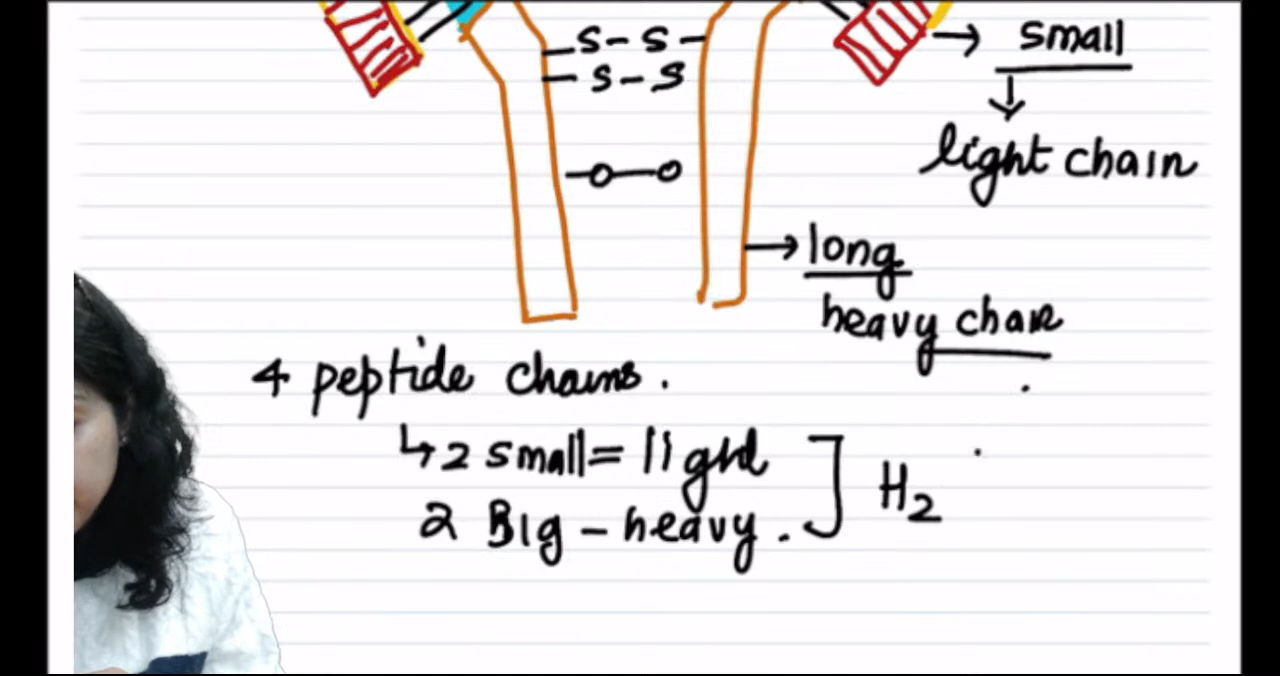 S-S-
small
S-S
light chain
long
heavy chain
4 peptide chains.
↳2 small= light
2 Big - heavy.
H2